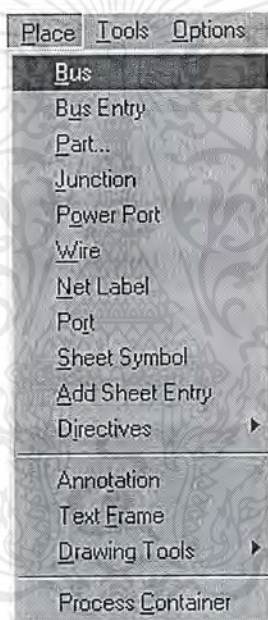 Place Tools Options
Bus
Bus Entry
Part...
Junction
Power Port
Wire
Net Label
Port
Sheet Symbol
Add Sheet Entry
Directives
Annotation
Text Frame
Drawing Tools
Process Container